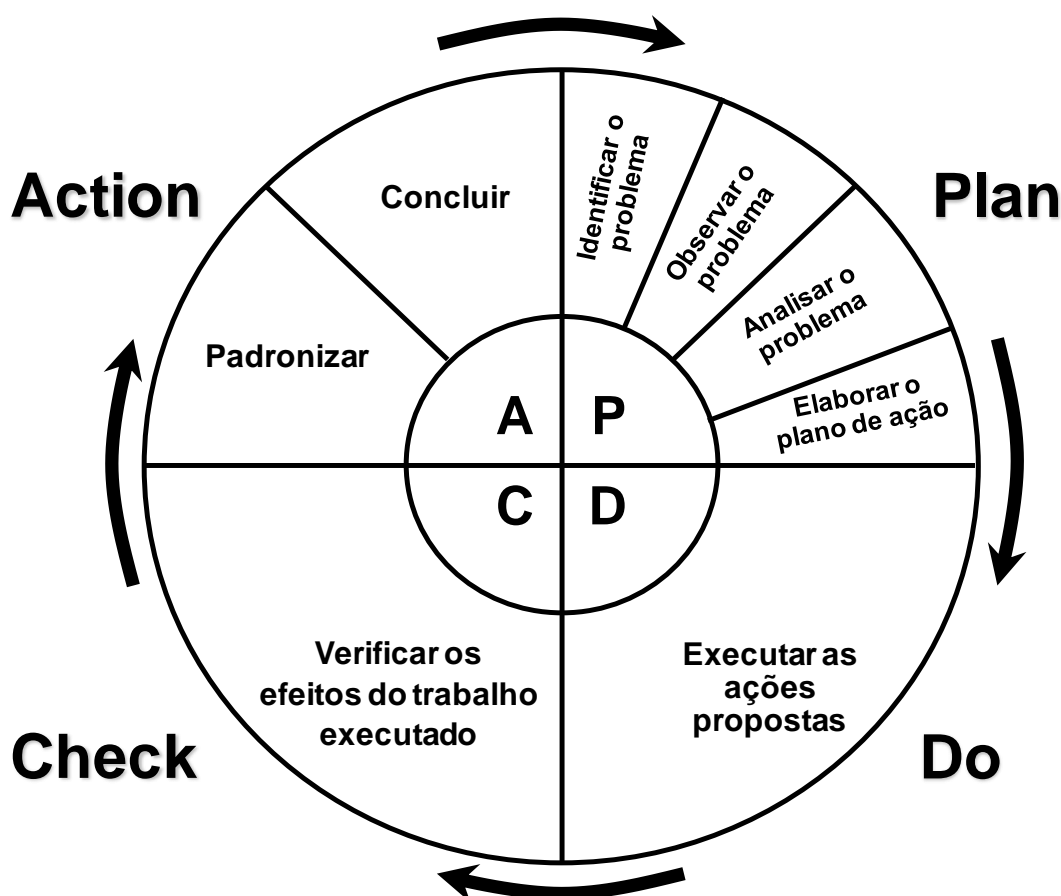 Action
Plan
Concluir
Identificar o
problema
Observar o
problema
Analisar o
problema
Elaborar o
plano de ação
Padronizar
A
P
C
D
Verificar os
efeitos do trabalho
executado
Executar as
ações
propostas
Check
Do